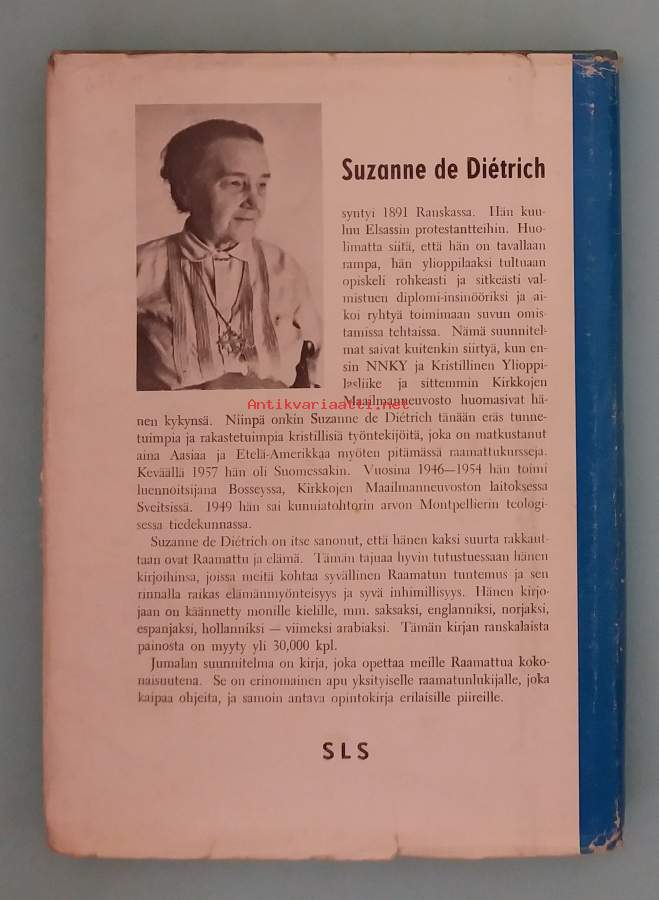 Suzanne de Diétrich
syntyi 1891 Ranskassa. Hän kuu-
luu Elsassin protestantteihin. Huo-
limatta siitä, että hän on tavallaan
rampa, hän ylioppilaaksi tultuaan
opiskeli rohkeasti ja sitkeästi val-
mistuen diplomi-insinööriksi ja ai-
koi ryhtyä toimimaan suvun omis-
tamissa tehtaissa. Nämä suunnitel-
mat saivat kuitenkin siirtyä, kun en-
sin NNKY ja Kristillinen Ylioppi-
lasliike ja sittemmin Kirkkojen
Antikvariaatti.net
Maailmanneuvosto huomasivat hä-
nen kykynsä. Niinpä onkin Suzanne de Diétrich tänään eräs tunne-
tuimpia ja rakastetuimpia kristillisiä työntekijöitä, joka on matkustanut
aina Aasiaa ja Etelä-Amerikkaa myöten pitämässä raamattukursseja.
Keväällä 1957 hän oli Suomessakin. Vuosina 1946—1954 hän toimi
luennoitsijana Bosseyssa, Kirkkojen Maailmanneuvoston laitoksessa
Sveitsissä. 1949 hän sai kunniatohtorin arvon Montpellierin teologi-
sessa tiedekunnassa.
Suzanne de Diétrich on itse sanonut, että hänen kaksi suurta rakkaut-
taan ovat Raamattu ja elämä. Tämän tajuaa hyvin tutustuessaan hänen
kirjoihinsa, joissa meitä kohtaa syvällinen Raamatun tuntemus ja sen
rinnalla raikas elämänmyönteisyys ja syvä inhimillisyys. Hänen kirjo-
jaan on käännetty monille kielille, mm. saksaksi, englanniksi, norjaksi,
espanjaksi, hollanniksi — viimeksi arabiaksi. Tämän kirjan ranskalaista
painosta on myyty yli 30,000 kpl.
Jumalan suunnitelma on kirja, joka opettaa meille Raamattua koko-
naisuutena. Se on erinomainen apu yksityiselle raamatunlukijalle, joka
kaipaa ohjeita, ja samoin antava opintokirja erilaisille piireille.
SLS